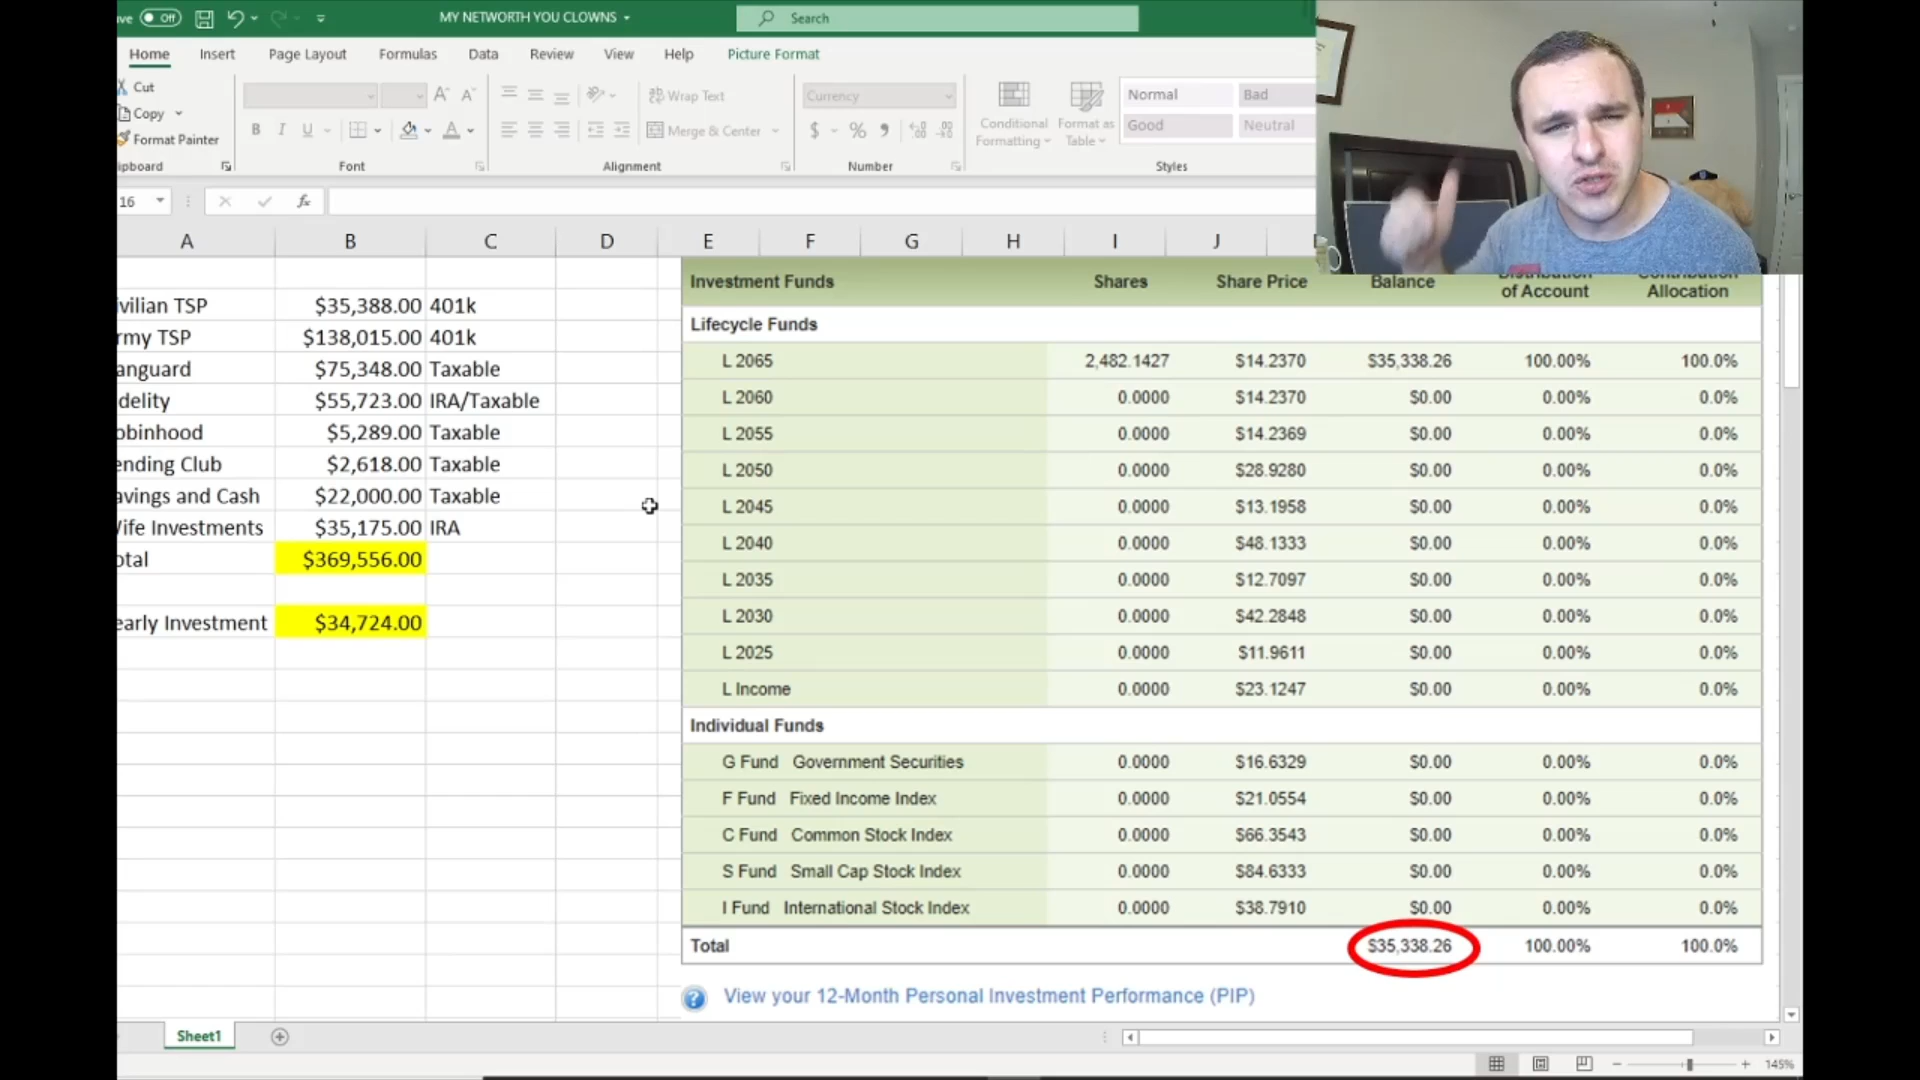 ve Off MY NETWORTH YOU CLOWNS Search
Home Insert Page Layout Formulas Data Review View Help Picture Format
Cut
Copy
Format Painter
lipboard Font Alignment Number Styles
Wrap Text
Merge & Center
Currency
Conditional Formatting
Format as Table
Normal Bad
Good Neutral
16 fx
A B C D E F G H I J
ivilian TSP $35,388.00 401k
rmy TSP $138,015.00 401k
anguard $75,348.00 Taxable
delity $55,723.00 IRA/Taxable
obinhood $5,289.00 Taxable
ending Club $2,618.00 Taxable
avings and Cash $22,000.00 Taxable
Wife Investments $35,175.00 IRA
otal $369,556.00
early Investment $34,724.00
Investment Funds Shares Share Price Balance Distribution of Account Contribution Allocation
Lifecycle Funds
L 2065 2,482.1427 $14.2370 $35,338.26 100.00% 100.0%
L 2060 0.0000 $14.2370 $0.00 0.00% 0.0%
L 2055 0.0000 $14.2369 $0.00 0.00% 0.0%
L 2050 0.0000 $28.9280 $0.00 0.00% 0.0%
L 2045 0.0000 $13.1958 $0.00 0.00% 0.0%
L 2040 0.0000 $48.1333 $0.00 0.00% 0.0%
L 2035 0.0000 $12.7097 $0.00 0.00% 0.0%
L 2030 0.0000 $42.2848 $0.00 0.00% 0.0%
L 2025 0.0000 $11.9611 $0.00 0.00% 0.0%
L Income 0.0000 $23.1247 $0.00 0.00% 0.0%
Individual Funds
G Fund Government Securities 0.0000 $16.6329 $0.00 0.00% 0.0%
F Fund Fixed Income Index 0.0000 $21.0554 $0.00 0.00% 0.0%
C Fund Common Stock Index 0.0000 $66.3543 $0.00 0.00% 0.0%
S Fund Small Cap Stock Index 0.0000 $84.6333 $0.00 0.00% 0.0%
I Fund International Stock Index 0.0000 $38.7910 $0.00 0.00% 0.0%
Total $35,338.26 100.00% 100.0%
View your 12-Month Personal Investment Performance (PIP)
Sheet1
145%